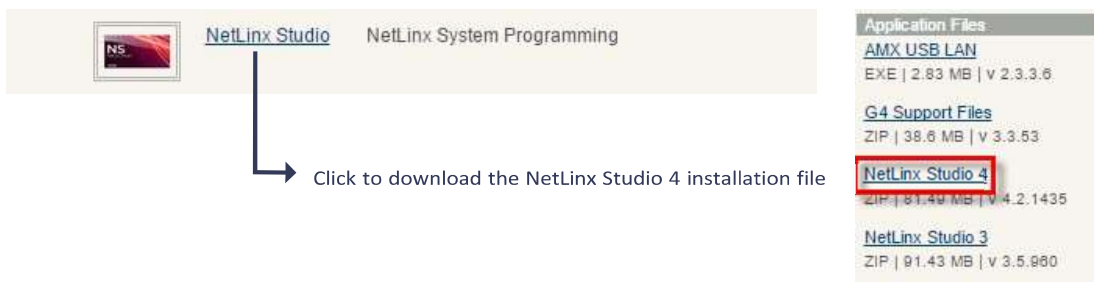 NS
NetLinx Studio
NetLinx System Programming
Click to download the NetLinx Studio 4 installation file
Application Files
AMX USB LAN
EXE | 2.83 MB | v 2.3.3.6
G4 Support Files
ZIP | 38.6 MB | v 3.3.53
NetLinx Studio 4
ZIP | 81.49 MB | v 4.2.1435
NetLinx Studio 3
ZIP | 91.43 MB | v 3.5.960